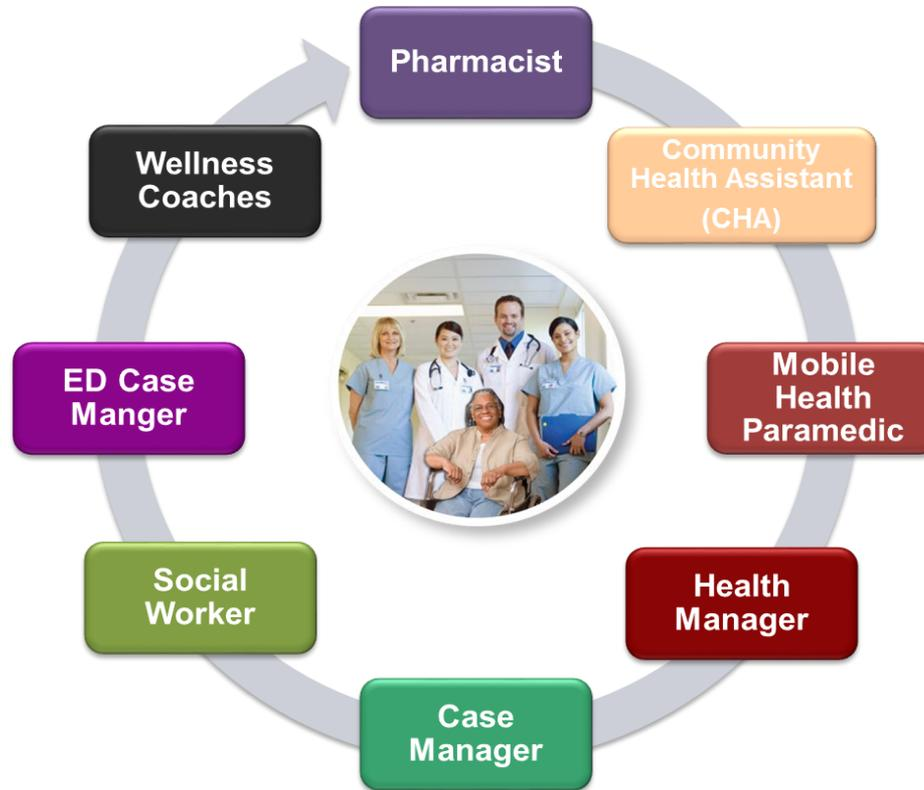 Pharmacist
Community
Health Assistant
(CHA)
Mobile
Health
Paramedic
Health
Manager
Case
Manager
Social
Worker
ED Case
Manger
Wellness
Coaches